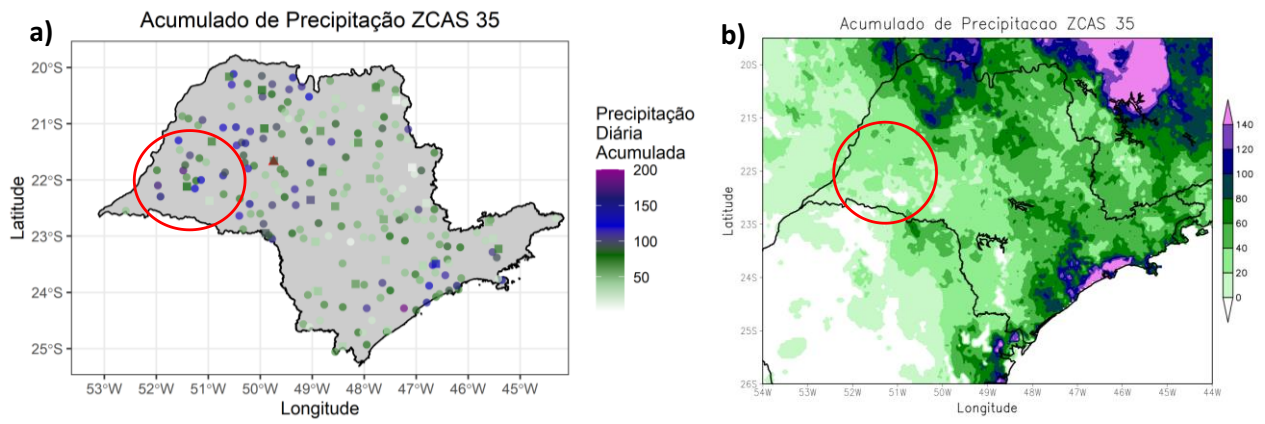 a)
Acumulado de Precipitação ZCAS 35
20°S
21°S
22°S
23°S
24°S
25°S
Latitude
53°W 52°W 51°W 50°W 49°W 48°W 47°W 46°W 45°W
Longitude
Precipitação
Diária
Acumulada
200
150
100
50
b)
Acumulado de Precipitacao ZCAS 35
20S
21S
22S
23S
24S
25S
26S
Latitude
54W 53W 52W 51W 50W 49W 48W 47W 46W 45W 44W
Longitude
140
120
100
80
60
40
20
0